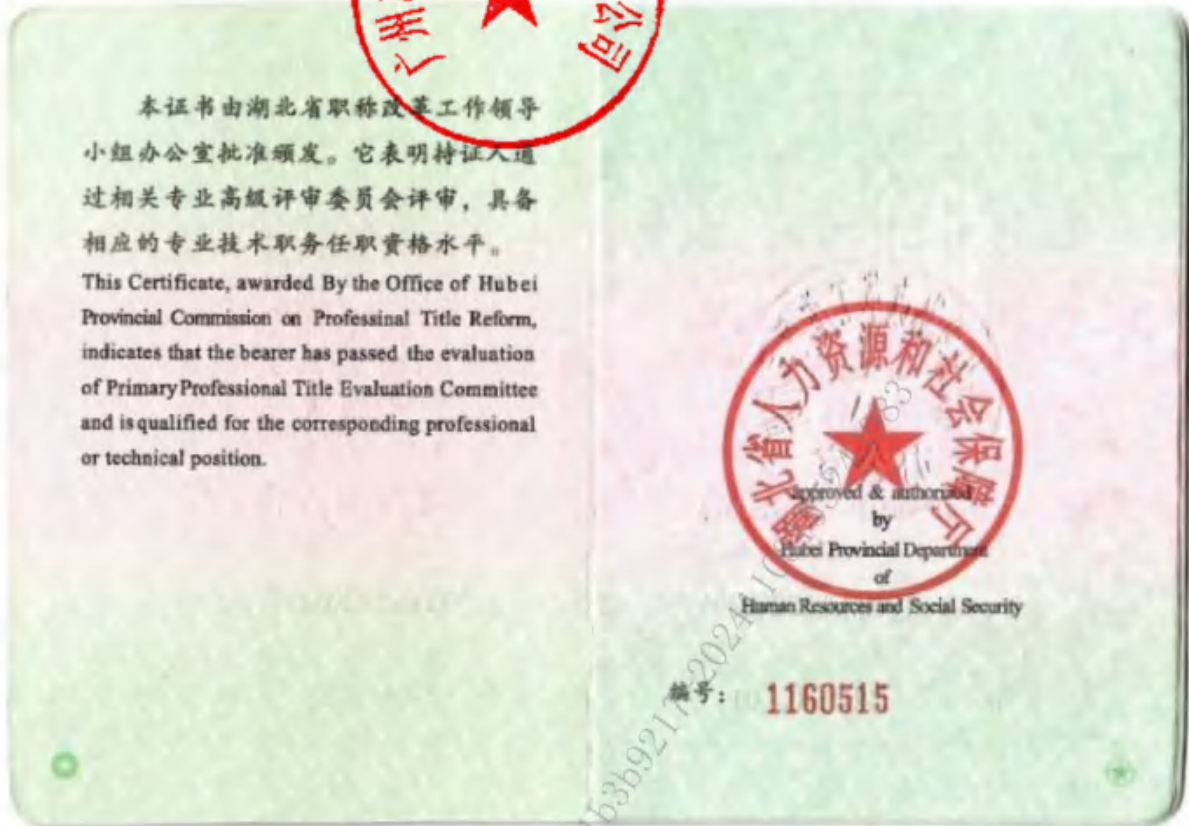 广州
公司
本证书由湖北省职称改革工作领导
小组办公室批准颁发。它表明持证人通
过相关专业高级评审委员会评审，具备
相应的专业技术职务任职资格水平。
This Certificate, awarded By the Office of Hubei
Provincial Commission on Professinal Title Reform,
indicates that the bearer has passed the evaluation
of Primary Professional Title Evaluation Committee
and is qualified for the corresponding professional
or technical position.
湖北省人力资源和社会保障厅
approved & authorized
by
Hubei Provincial Department
of
Human Resources and Social Security
编号： 1160515